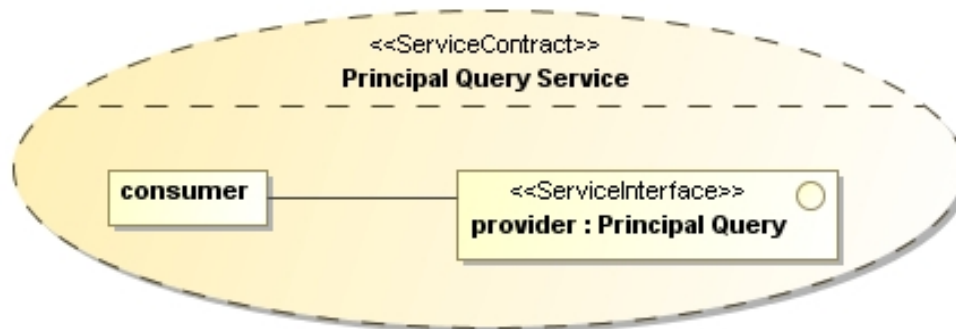 <<ServiceContract>>
Principal Query Service
consumer
<<ServiceInterface>>
provider : Principal Query